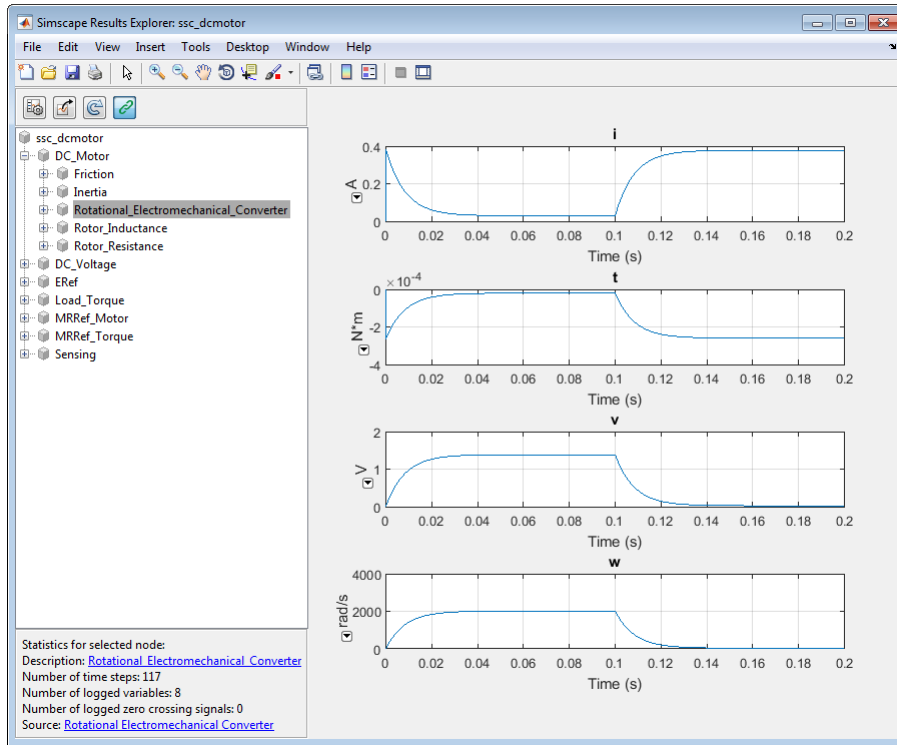 Simscape Results Explorer: ssc_dcmotor
File Edit View Insert Tools Desktop Window Help
ssc_dcmotor
DC_Motor
Friction
Inertia
Rotational_Electromechanical_Converter
Rotor_Inductance
Rotor_Resistance
DC_Voltage
ERef
Load_Torque
MRRef_Motor
MRRef_Torque
Sensing
Statistics for selected node:
Description: Rotational Electromechanical Converter
Number of time steps: 117
Number of logged variables: 8
Number of logged zero crossing signals: 0
Source: Rotational Electromechanical Converter
i
0.4
0.2
0
A
0 0.02 0.04 0.06 0.08 0.1 0.12 0.14 0.16 0.18 0.2
Time (s)
t
×10⁻⁴
0
-2
-4
N*m
0 0.02 0.04 0.06 0.08 0.1 0.12 0.14 0.16 0.18 0.2
Time (s)
v
2
1
0
V
0 0.02 0.04 0.06 0.08 0.1 0.12 0.14 0.16 0.18 0.2
Time (s)
w
4000
2000
0
rad/s
0 0.02 0.04 0.06 0.08 0.1 0.12 0.14 0.16 0.18 0.2
Time (s)